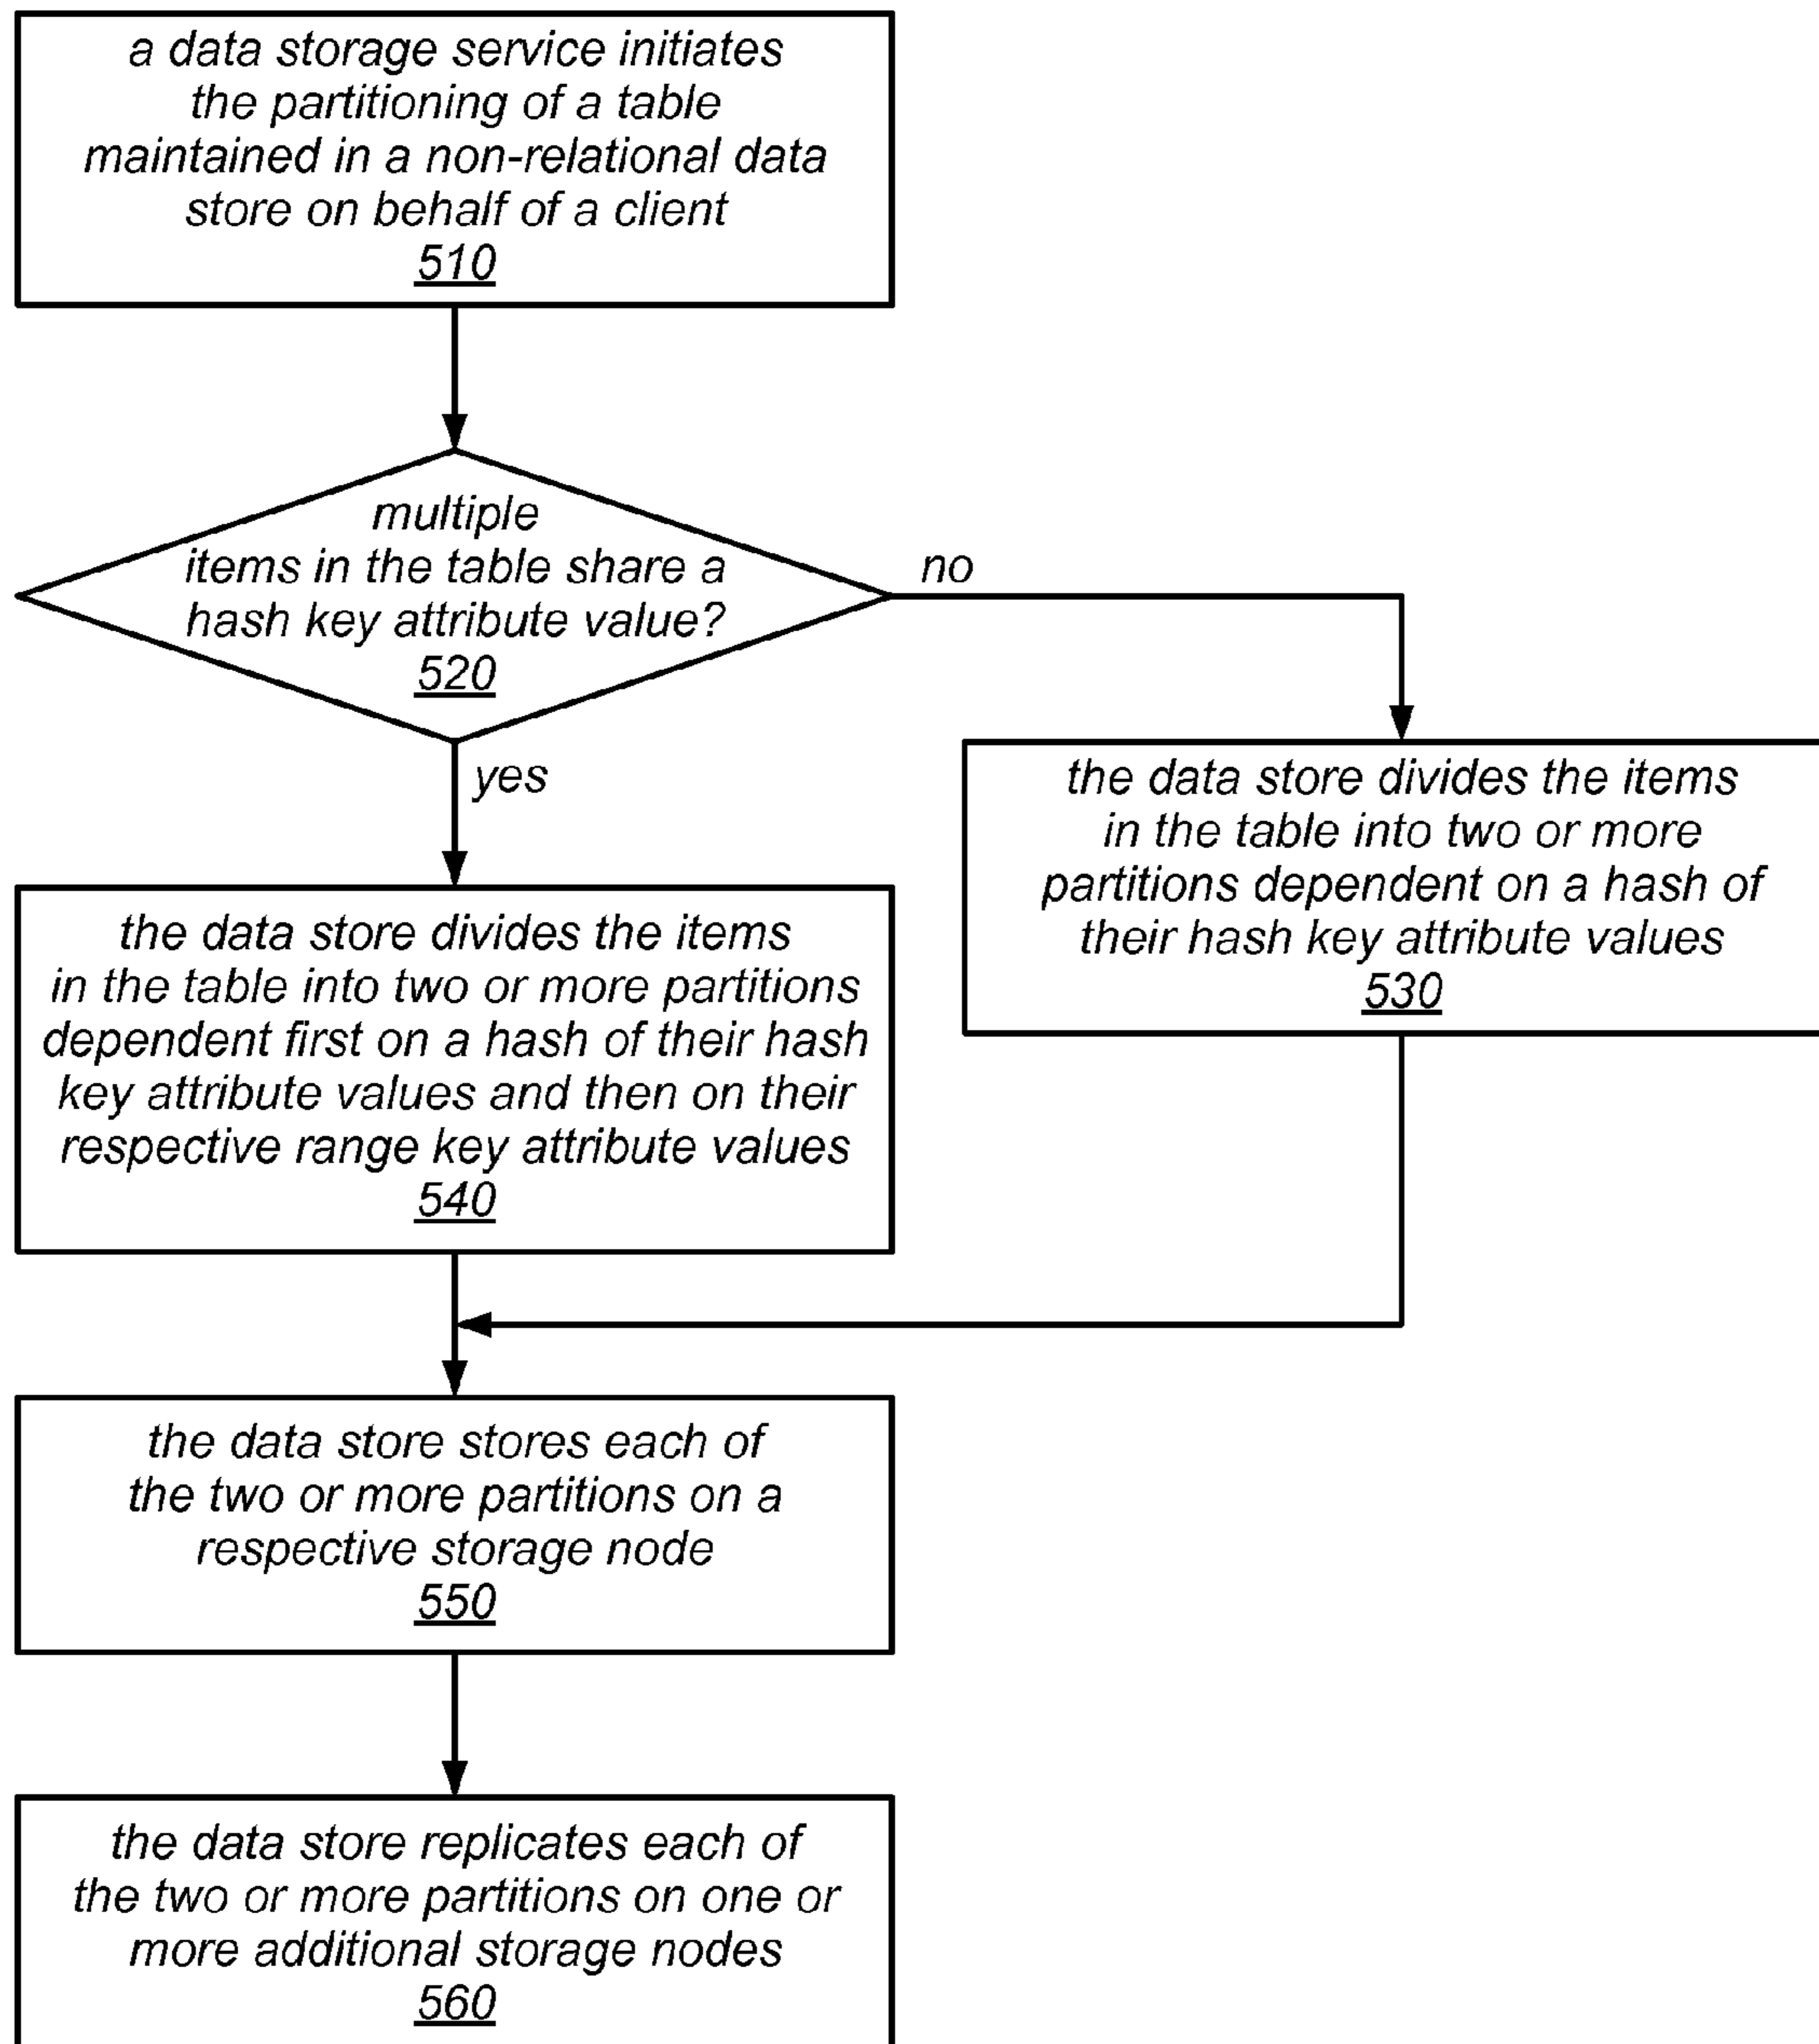 a data storage service initiates
the partitioning of a table
maintained in a non-relational data
store on behalf of a client
510
multiple
items in the table share a
hash key attribute value?
520
no
yes
the data store divides the items
in the table into two or more
partitions dependent on a hash of
their hash key attribute values
530
the data store divides the items
in the table into two or more partitions
dependent first on a hash of their hash
key attribute values and then on their
respective range key attribute values
540
the data store stores each of
the two or more partitions on a
respective storage node
550
the data store replicates each of
the two or more partitions on one or
more additional storage nodes
560